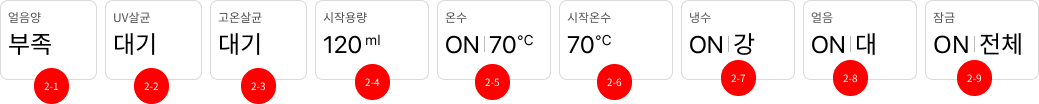 얼음양
부족
2-1
UV살균
대기
2-2
고온살균
대기
2-3
시작용량
120 ml
2-4
온수
ON | 70°C
2-5
시작온수
70°C
2-6
냉수
ON | 강
2-7
얼음
ON | 대
2-8
잠금
ON | 전체
2-9